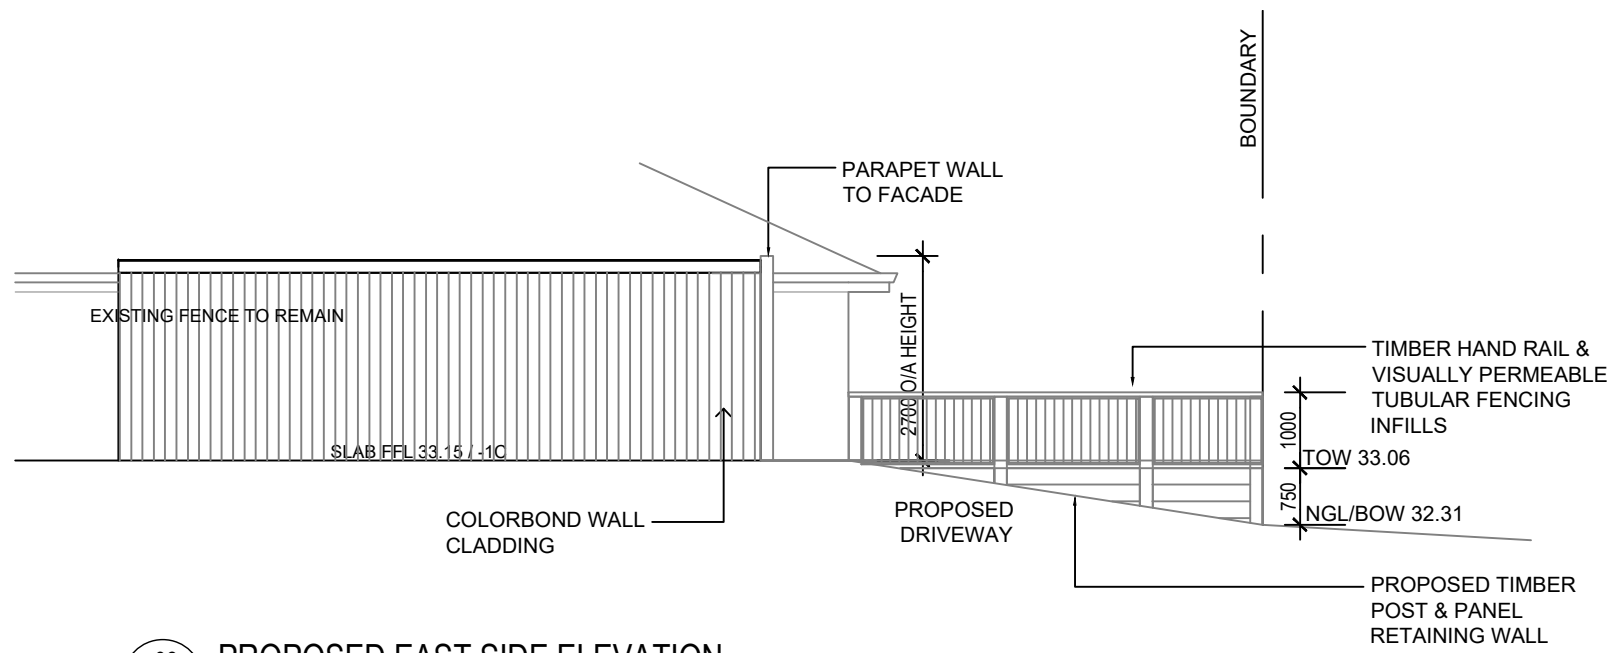 BOUNDARY
PARAPET WALL
TO FACADE
EXISTING FENCE TO REMAIN
2700 O/A HEIGHT
TIMBER HAND RAIL &
VISUALLY PERMEABLE
TUBULAR FENCING
INFILLS
1000
SLAB FFL 33.15 / -1C
TOW 33.06
750
COLORBOND WALL
CLADDING
PROPOSED
DRIVEWAY
NGL/BOW 32.31
PROPOSED TIMBER
POST & PANEL
RETAINING WALL
PROPOSED EAST SIDE ELEVATION